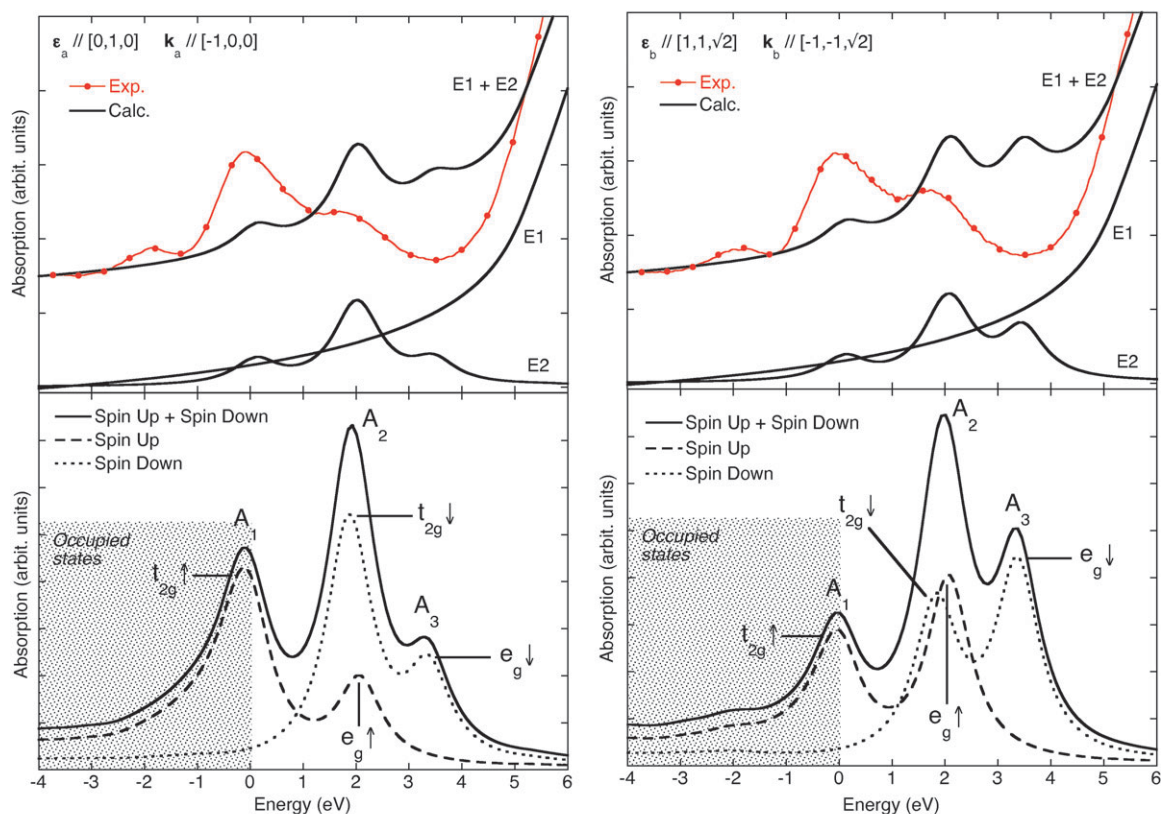 ε_a // [0,1,0]    k_a // [-1,0,0]
Exp.
Calc.
E1 + E2
E1
E2
Absorption (arbit. units)
Spin Up + Spin Down
Spin Up
Spin Down
Occupied
states
A_1
A_2
A_3
t_2g ↑
t_2g ↓
e_g ↓
e_g ↑
Absorption (arbit. units)
-4 -3 -2 -1 0 1 2 3 4 5 6
Energy (eV)
ε_b // [1,1,√2]    k_b // [-1,-1,√2]
Exp.
Calc.
E1 + E2
E1
E2
Absorption (arbit. units)
Spin Up + Spin Down
Spin Up
Spin Down
Occupied
states
A_1
A_2
A_3
t_2g ↓
t_2g ↑
e_g ↓
e_g ↑
Absorption (arbit. units)
-4 -3 -2 -1 0 1 2 3 4 5 6
Energy (eV)